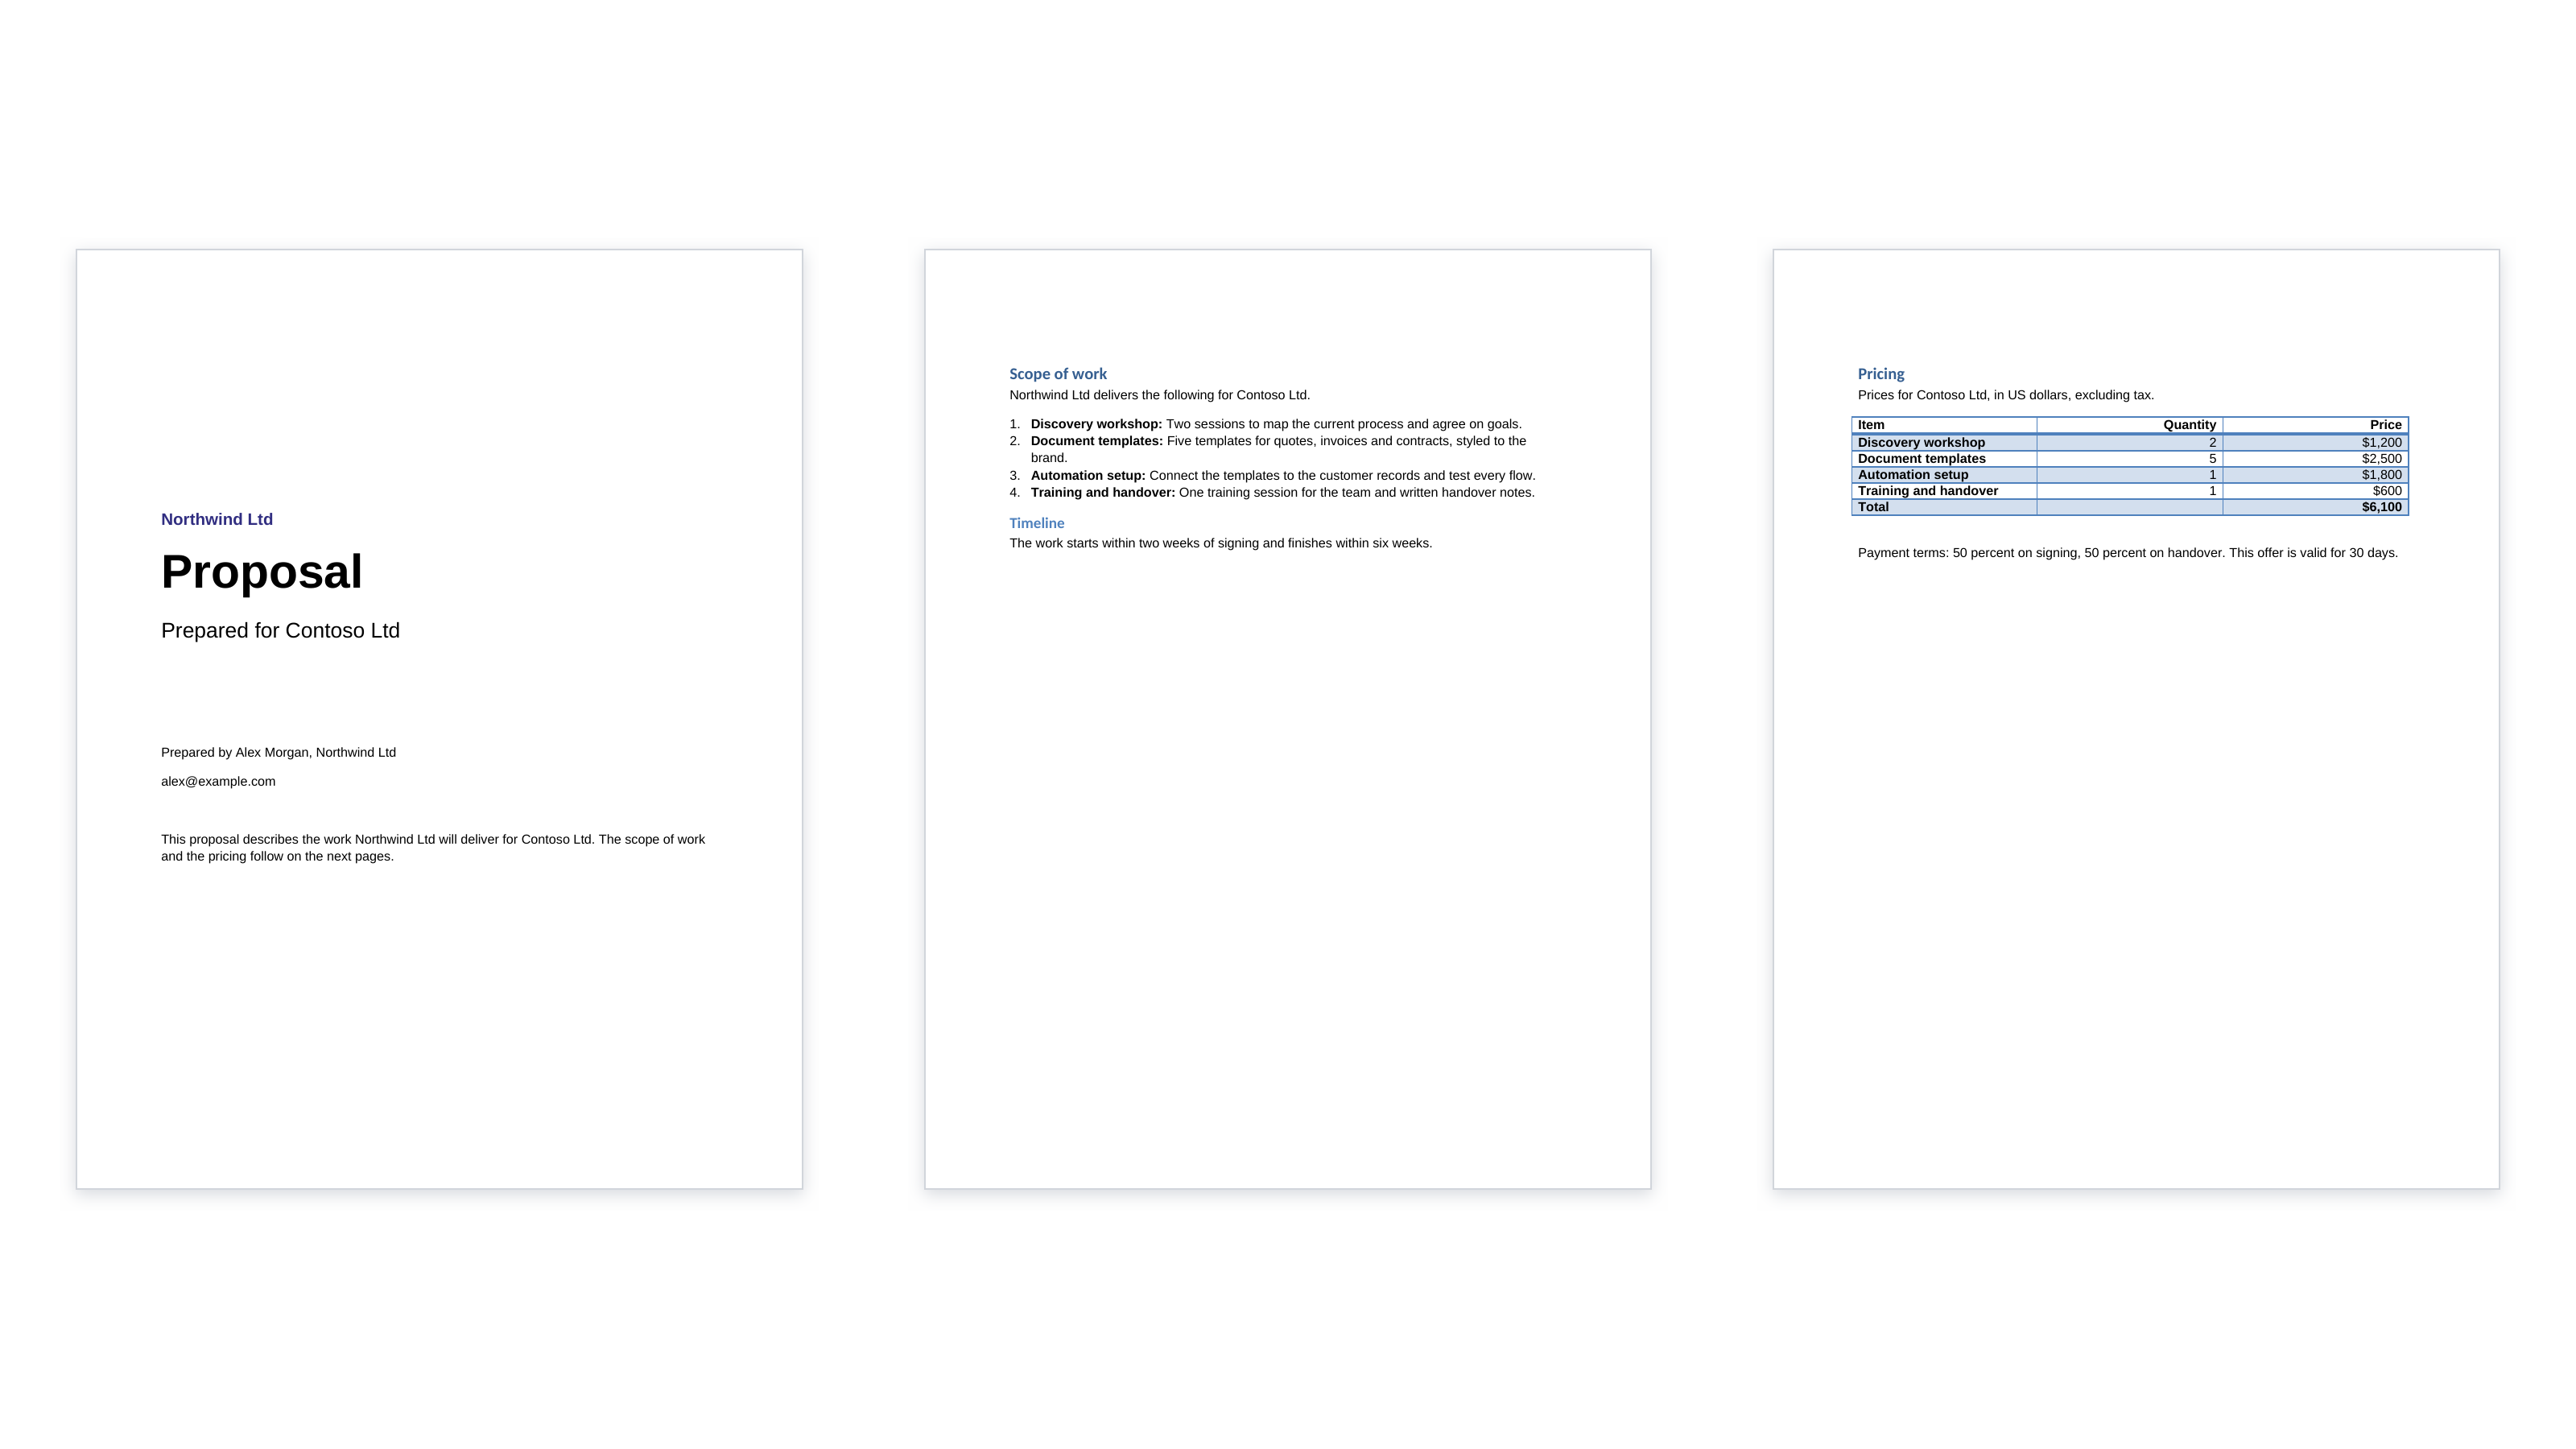 Northwind Ltd
Proposal
Prepared for Contoso Ltd
Prepared by Alex Morgan, Northwind Ltd
alex@example.com
This proposal describes the work Northwind Ltd will deliver for Contoso Ltd. The scope of work
and the pricing follow on the next pages.
Scope of work
Northwind Ltd delivers the following for Contoso Ltd.
1. Discovery workshop: Two sessions to map the current process and agree on goals.
2. Document templates: Five templates for quotes, invoices and contracts, styled to the
brand.
3. Automation setup: Connect the templates to the customer records and test every flow.
4. Training and handover: One training session for the team and written handover notes.
Timeline
The work starts within two weeks of signing and finishes within six weeks.
Pricing
Prices for Contoso Ltd, in US dollars, excluding tax.
Item Quantity Price
Discovery workshop 2 $1,200
Document templates 5 $2,500
Automation setup 1 $1,800
Training and handover 1 $600
Total $6,100
Payment terms: 50 percent on signing, 50 percent on handover. This offer is valid for 30 days.